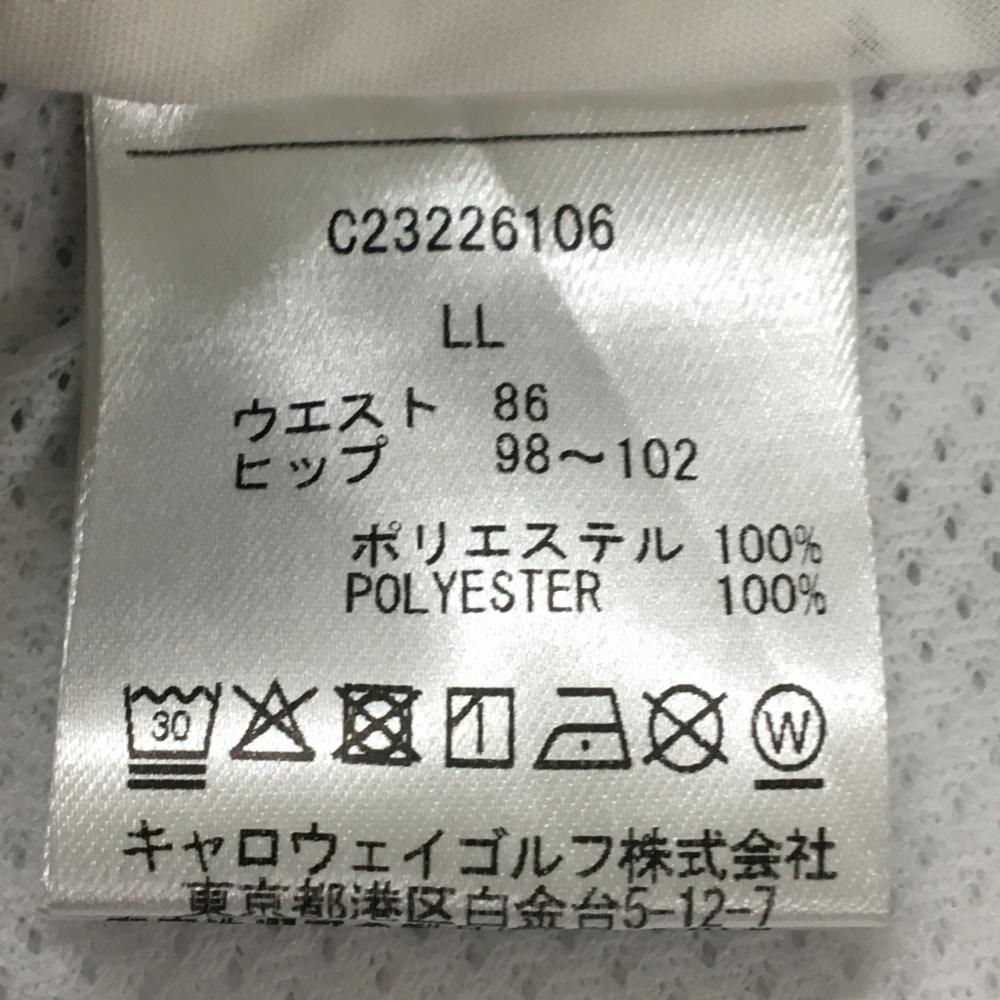 C23226106
LL
ウエスト 86
ヒップ 98～102
ポリエステル 100%
POLYESTER 100%
30
W
キャロウェイゴルフ株式会社
東京都港区白金台5-12-7